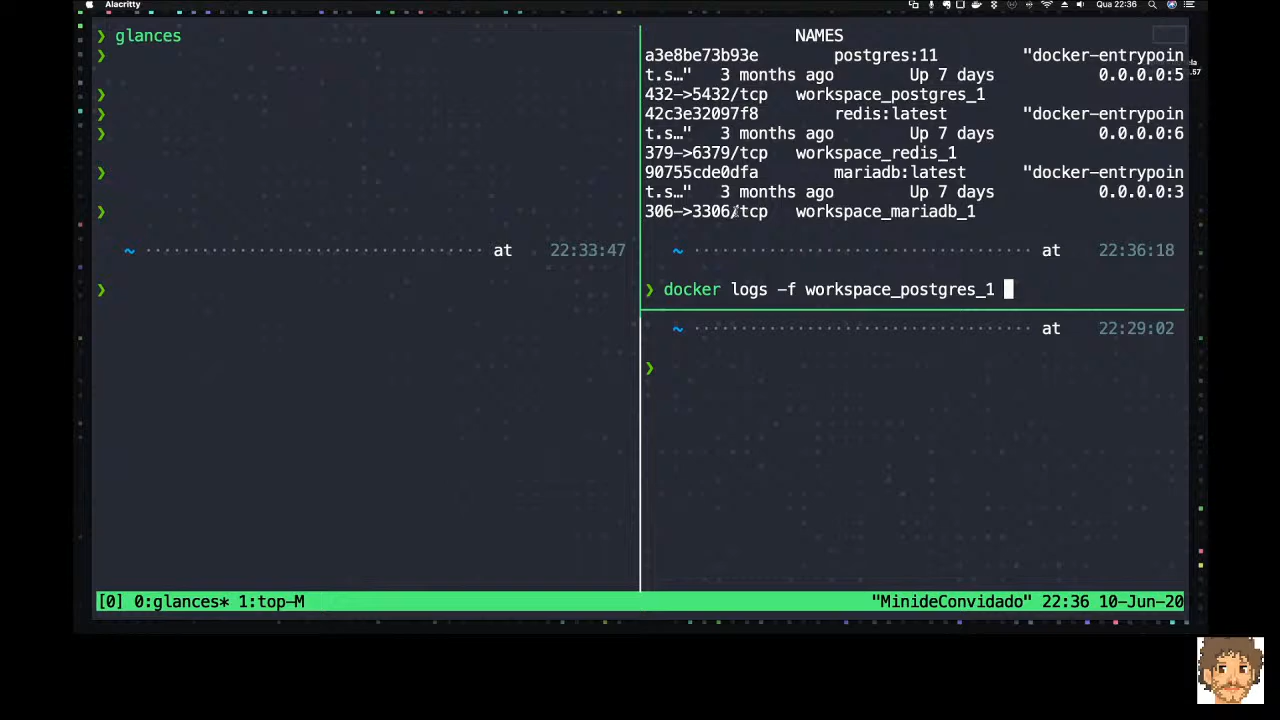 Alacritty
Qua 22:36
❯ glances
❯
❯
❯
❯
❯
❯
~ at 22:33:47
❯
NAMES
a3e8be73b93e postgres:11 "docker-entrypoin
t.s…" 3 months ago Up 7 days 0.0.0.0:5
432->5432/tcp workspace_postgres_1
42c3e32097f8 redis:latest "docker-entrypoin
t.s…" 3 months ago Up 7 days 0.0.0.0:6
379->6379/tcp workspace_redis_1
90755cde0dfa mariadb:latest "docker-entrypoin
t.s…" 3 months ago Up 7 days 0.0.0.0:3
306->3306/tcp workspace_mariadb_1
~ at 22:36:18
❯ docker logs -f workspace_postgres_1
~ at 22:29:02
❯
[0] 0:glances* 1:top-M "MinideConvidado" 22:36 10-Jun-20